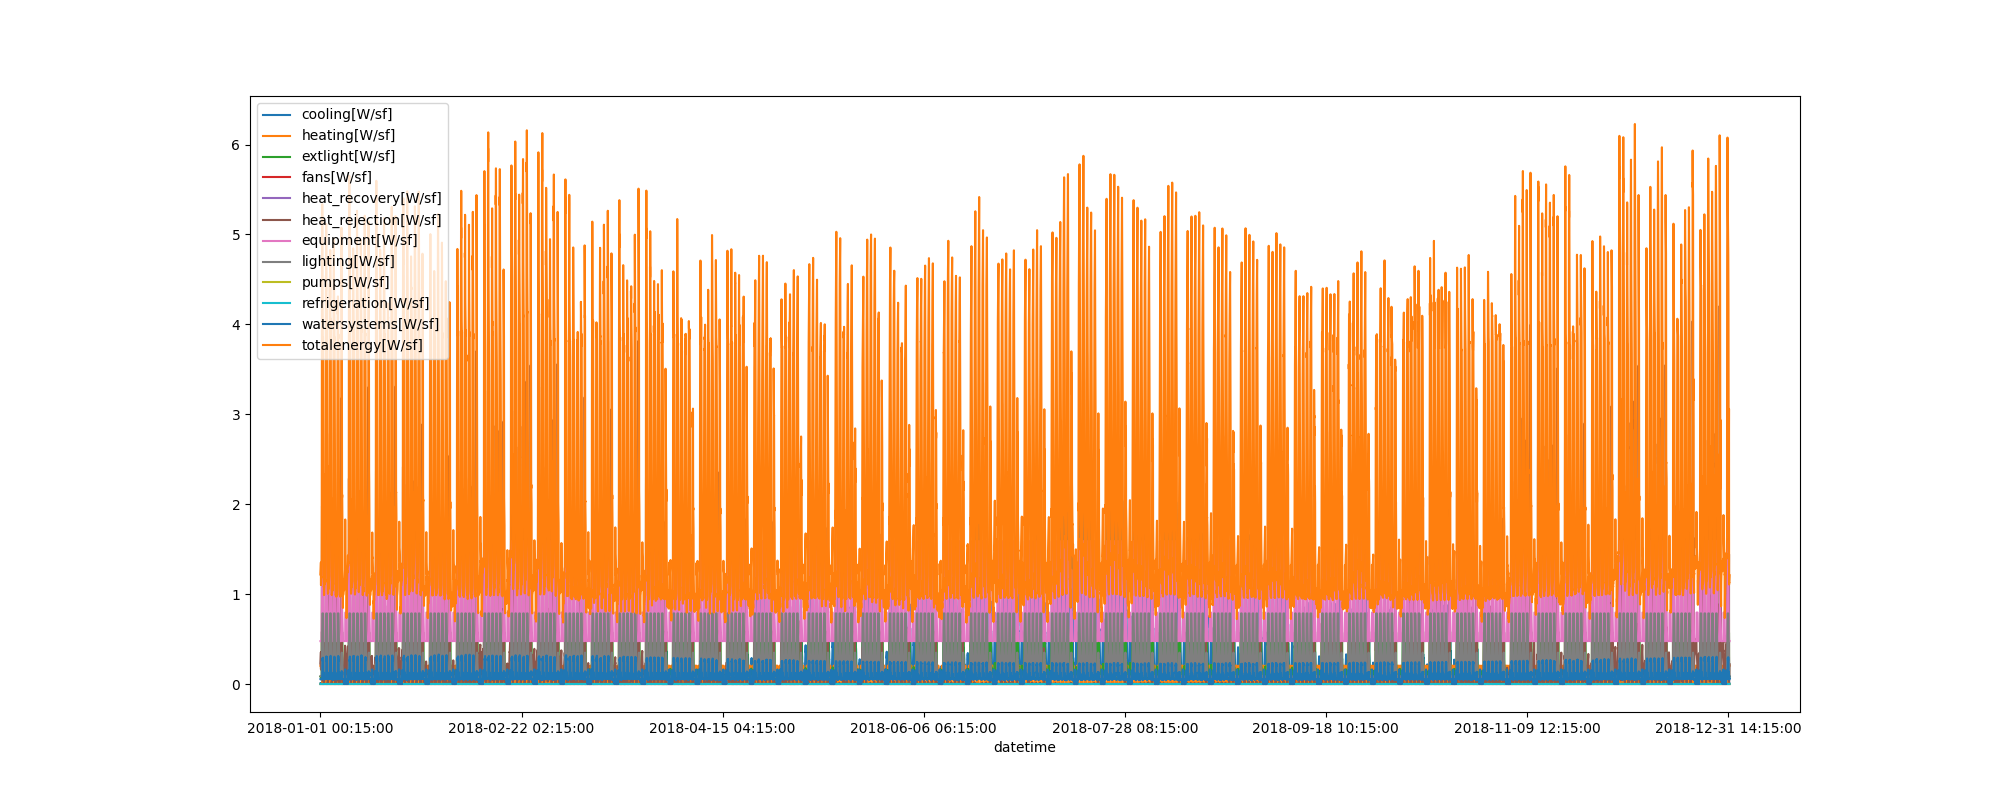 cooling[W/sf]
heating[W/sf]
extlight[W/sf]
fans[W/sf]
heat_recovery[W/sf]
heat_rejection[W/sf]
equipment[W/sf]
lighting[W/sf]
pumps[W/sf]
refrigeration[W/sf]
watersystems[W/sf]
totalenergy[W/sf]
6
5
4
3
2
1
0
2018-01-01 00:15:00 2018-02-22 02:15:00 2018-04-15 04:15:00 2018-06-06 06:15:00 2018-07-28 08:15:00 2018-09-18 10:15:00 2018-11-09 12:15:00 2018-12-31 14:15:00
datetime